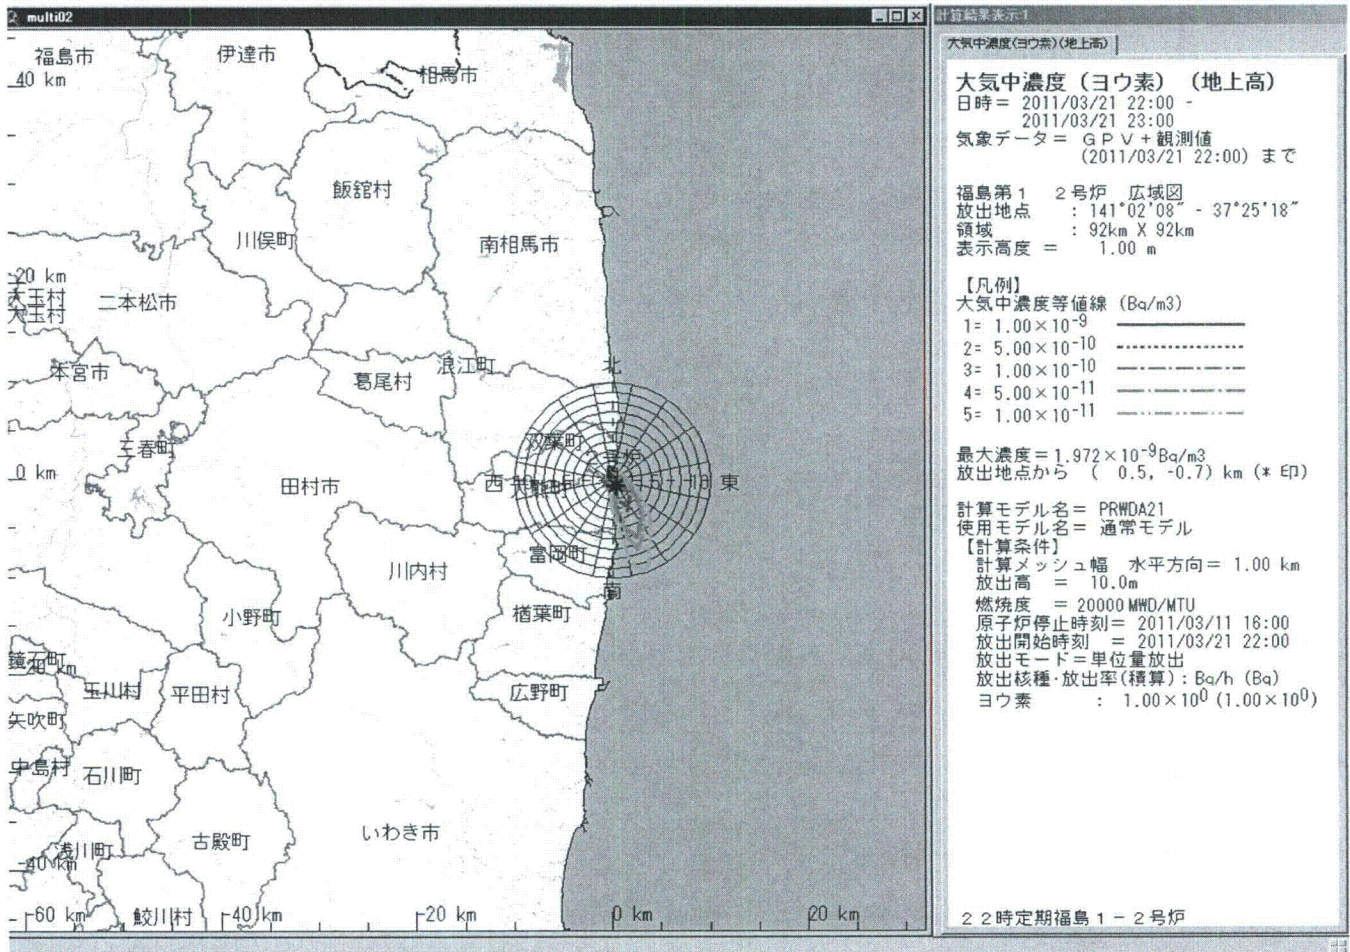 multi02
福島市
伊達市
相馬市
40 km
飯舘村
川俣町
南相馬市
20 km
大玉村
大玉村
二本松市
本宮市
葛尾村
浪江町
北
三春町
双葉町
0 km
田村市
西
東
川内村
富岡町
小野町
南
楢葉町
鏡石町
玉川村
平田村
広野町
矢吹町
中島村
石川町
古殿町
いわき市
浅川町
-40 km
鮫川村
-60 km
-40 km
-20 km
0 km
20 km
計算結果表示:1
大気中濃度(ヨウ素)(地上高)
大気中濃度（ヨウ素）（地上高）
日時＝ 2011/03/21 22:00 -
2011/03/21 23:00
気象データ＝ ＧＰＶ＋観測値
(2011/03/21 22:00) まで
福島第１ ２号炉 広域図
放出地点 : 141°02'08" - 37°25'18"
領域 : 92km X 92km
表示高度 ＝ 1.00 m
【凡例】
大気中濃度等値線 (Bq/m3)
1= 1.00×10⁻⁹
2= 5.00×10⁻¹⁰
3= 1.00×10⁻¹⁰
4= 5.00×10⁻¹¹
5= 1.00×10⁻¹¹
最大濃度＝1.972×10⁻⁹Bq/m3
放出地点から ( 0.5, -0.7) km (* 印)
計算モデル名＝ PRWDA21
使用モデル名＝ 通常モデル
【計算条件】
計算メッシュ幅 水平方向＝ 1.00 km
放出高 ＝ 10.0m
燃焼度 ＝ 20000 MWD/MTU
原子炉停止時刻＝ 2011/03/11 16:00
放出開始時刻 ＝ 2011/03/21 22:00
放出モード＝単位量放出
放出核種・放出率(積算) : Bq/h (Bq)
ヨウ素 : 1.00×10⁰ (1.00×10⁰)
２２時定期福島１－２号炉